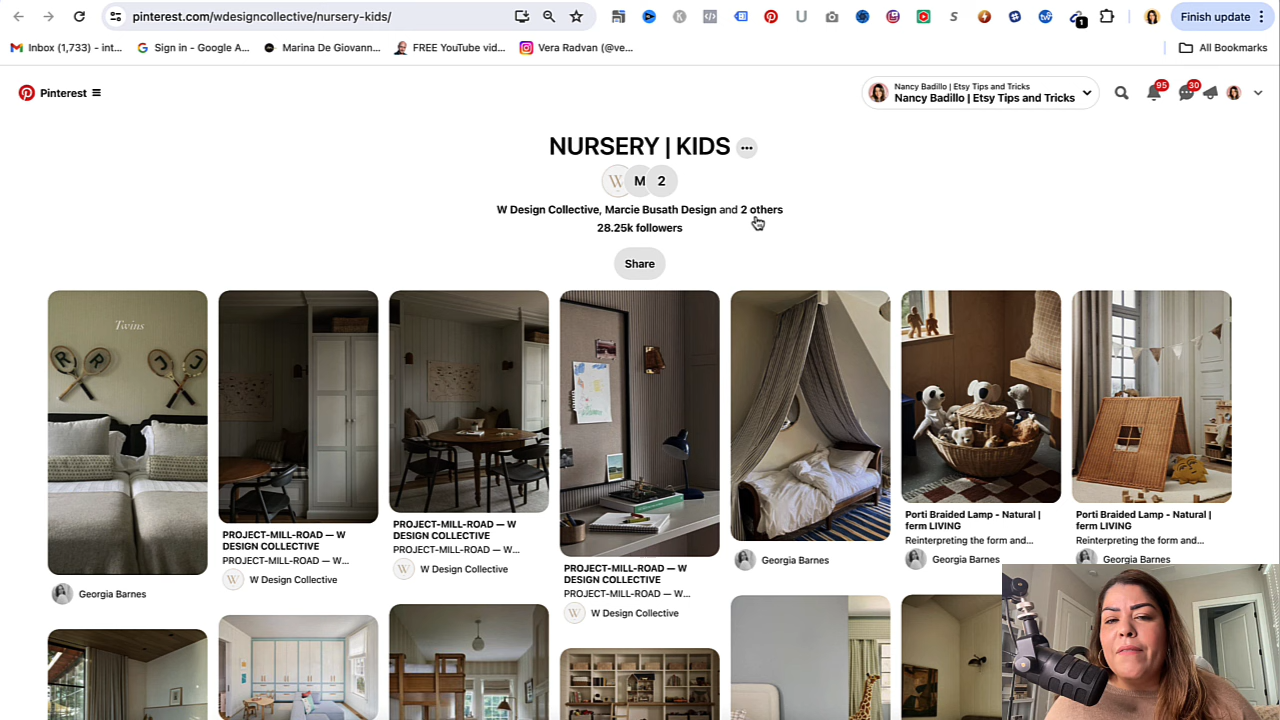 pinterest.com/wdesigncollective/nursery-kids/
1
Finish update
Inbox (1,733) - int...
Sign in - Google A...
Marina De Giovann...
FREE YouTube vid...
Vera Radvan (@ve...
All Bookmarks
Pinterest
Nancy Badillo | Etsy Tips and Tricks
Nancy Badillo | Etsy Tips and Tricks
95
30
NURSERY | KIDS
W
M
2
W Design Collective, Marcie Busath Design and 2 others
28.25k followers
Share
Twins
R R J J
Georgia Barnes
PROJECT-MILL-ROAD — W
DESIGN COLLECTIVE
PROJECT-MILL-ROAD — W...
W Design Collective
PROJECT-MILL-ROAD — W
DESIGN COLLECTIVE
PROJECT-MILL-ROAD — W...
W Design Collective
PROJECT-MILL-ROAD — W
DESIGN COLLECTIVE
PROJECT-MILL-ROAD — W...
W Design Collective
Georgia Barnes
Porti Braided Lamp - Natural |
ferm LIVING
Reinterpreting the form and...
Georgia Barnes
Porti Braided Lamp - Natural |
ferm LIVING
Reinterpreting the form and...
Georgia Barnes